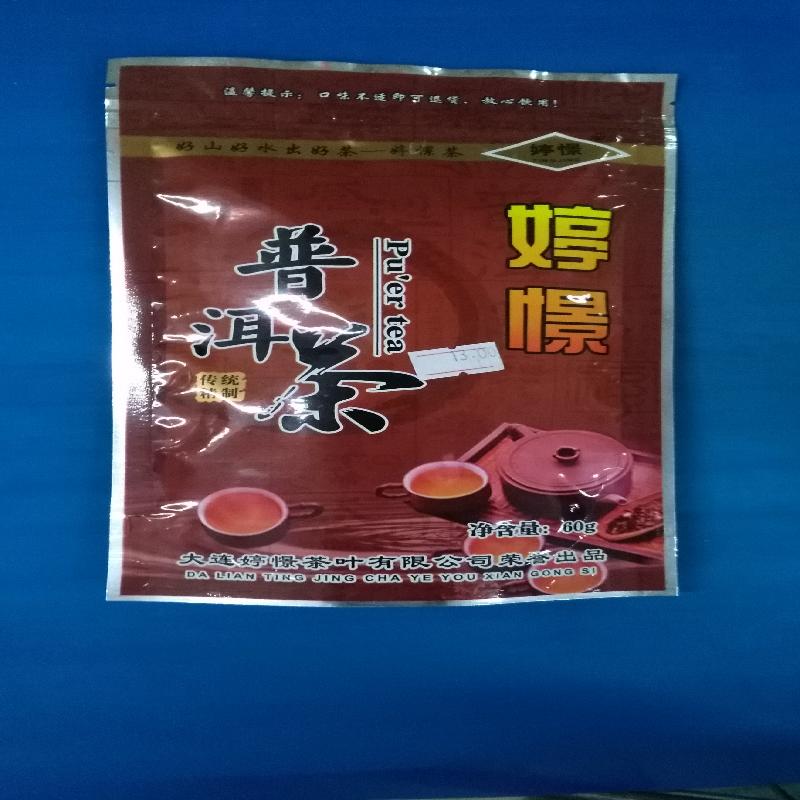 温馨提示：口味不适即可退货，放心饮用！
好山好水出好茶—婷憬茶
婷憬
婷憬
普洱茶
Pu'er tea
传统
精制
13.00
净含量：60g
大连婷憬茶叶有限公司荣誉出品
DA LIAN TING JING CHA YE YOU XIAN GONG SI